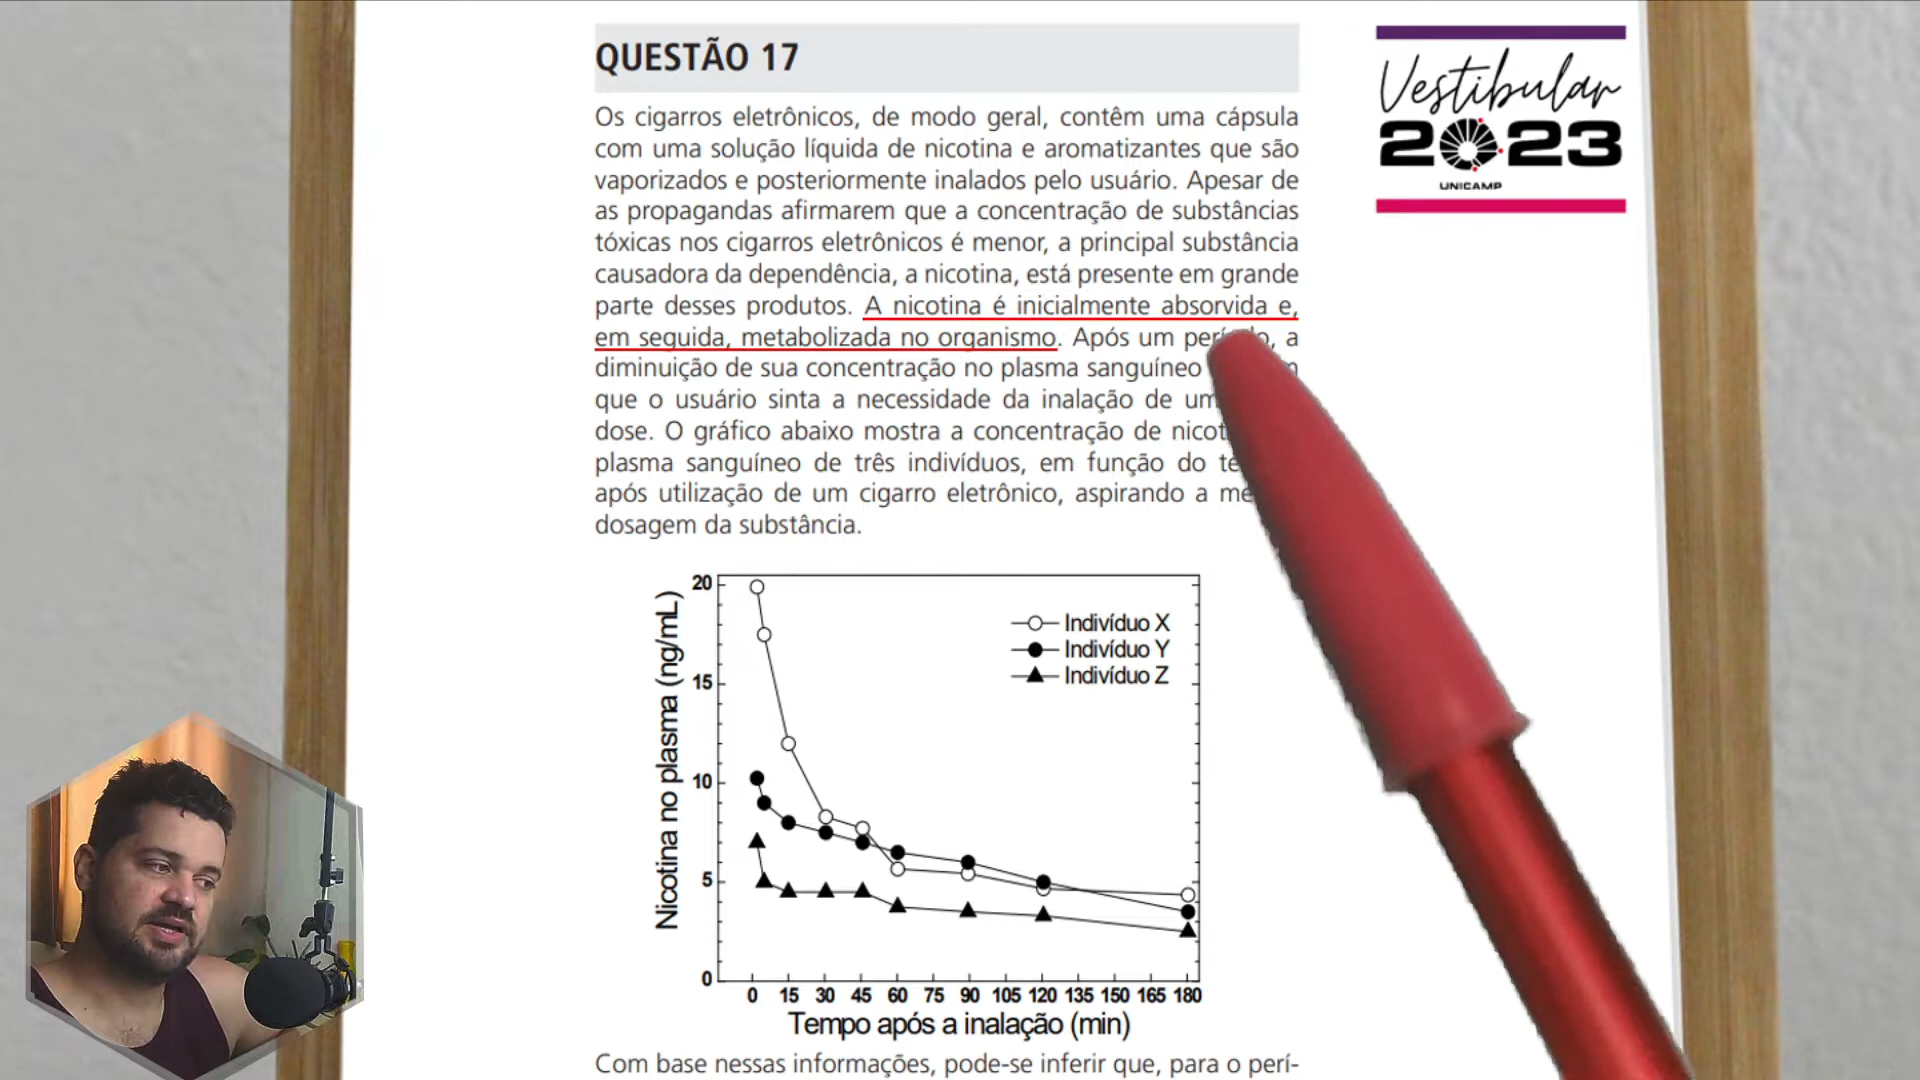 QUESTÃO 17
Os cigarros eletrônicos, de modo geral, contêm uma cápsula
com uma solução líquida de nicotina e aromatizantes que são
vaporizados e posteriormente inalados pelo usuário. Apesar de
as propagandas afirmarem que a concentração de substâncias
tóxicas nos cigarros eletrônicos é menor, a principal substância
causadora da dependência, a nicotina, está presente em grande
parte desses produtos. A nicotina é inicialmente absorvida e,
em seguida, metabolizada no organismo. Após um a
diminuição de sua concentração no plasma sanguíneo
que o usuário sinta a necessidade da inalação de
dose. O gráfico abaixo mostra a concentração de
plasma sanguíneo de três indivíduos, em função do
após utilização de um cigarro eletrônico, aspirando a
dosagem da substância.
Vestibular
2023
UNICAMP
Nicotina no plasma (ng/mL)
20
15
10
5
0
Indivíduo X
Indivíduo Y
Indivíduo Z
0 15 30 45 60 75 90 105 120 135 150 165 180
Tempo após a inalação (min)
Com base nessas informações, pode-se inferir que, para o perí-